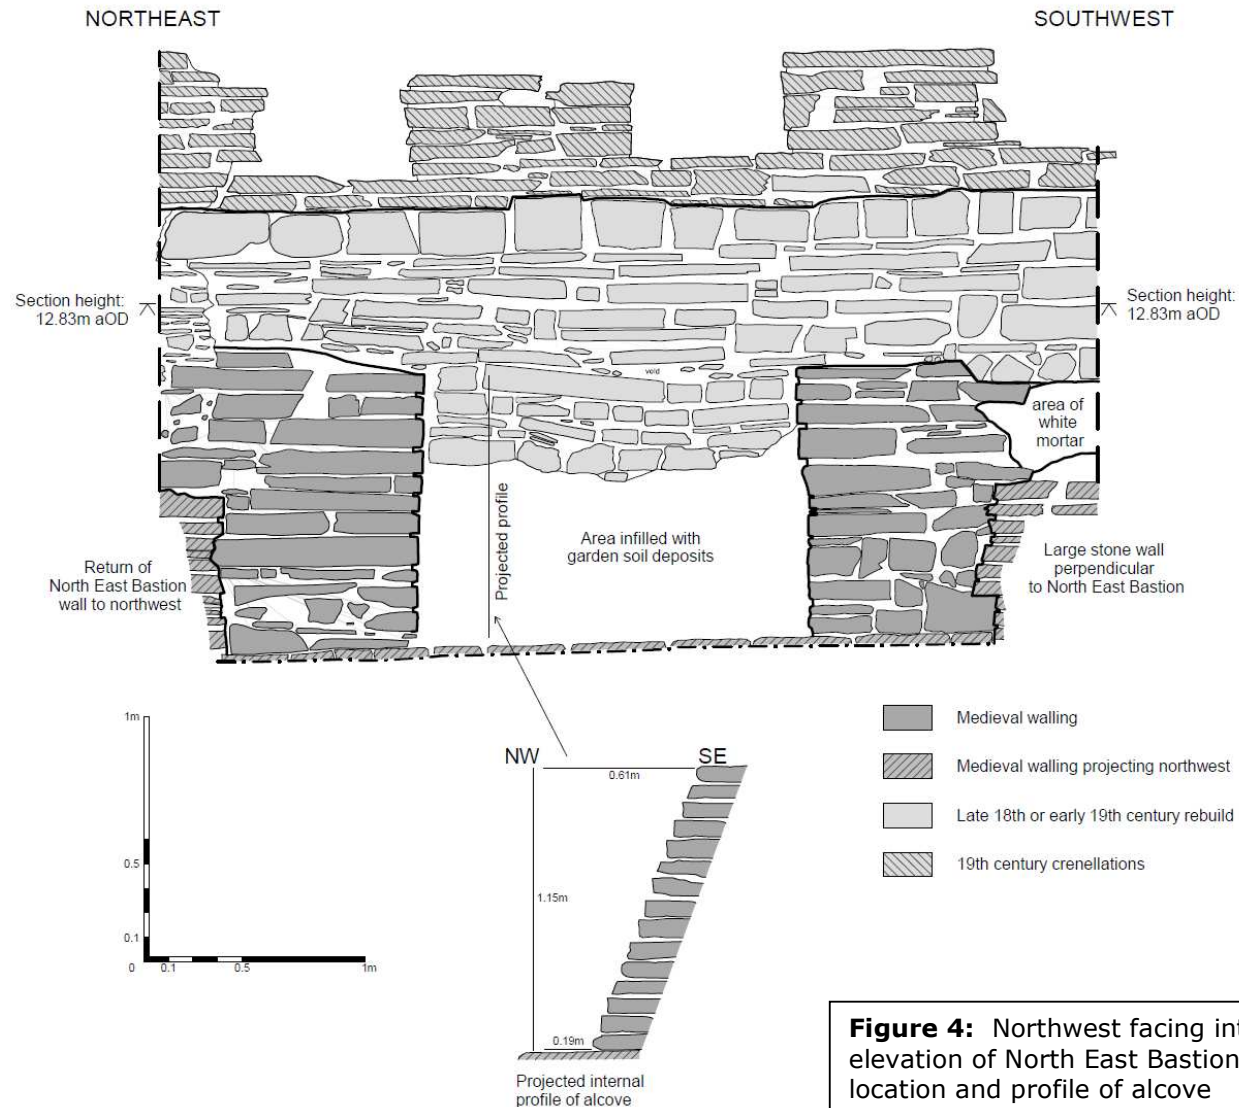 NORTHEAST
SOUTHWEST
Section height:
12.83m aOD
Section height:
12.83m aOD
void
area of
white
mortar
Projected profile
Area infilled with
garden soil deposits
Return of
North East Bastion
wall to northwest
Large stone wall
perpendicular
to North East Bastion
1m
0.5
0.1
0
0.1
0.5
1m
NW
SE
0.61m
1.15m
0.19m
Projected internal
profile of alcove
Medieval walling
Medieval walling projecting northwest
Late 18th or early 19th century rebuild
19th century crenellations
Figure 4: Northwest facing
elevation of North East Bastion
location and profile of alcove